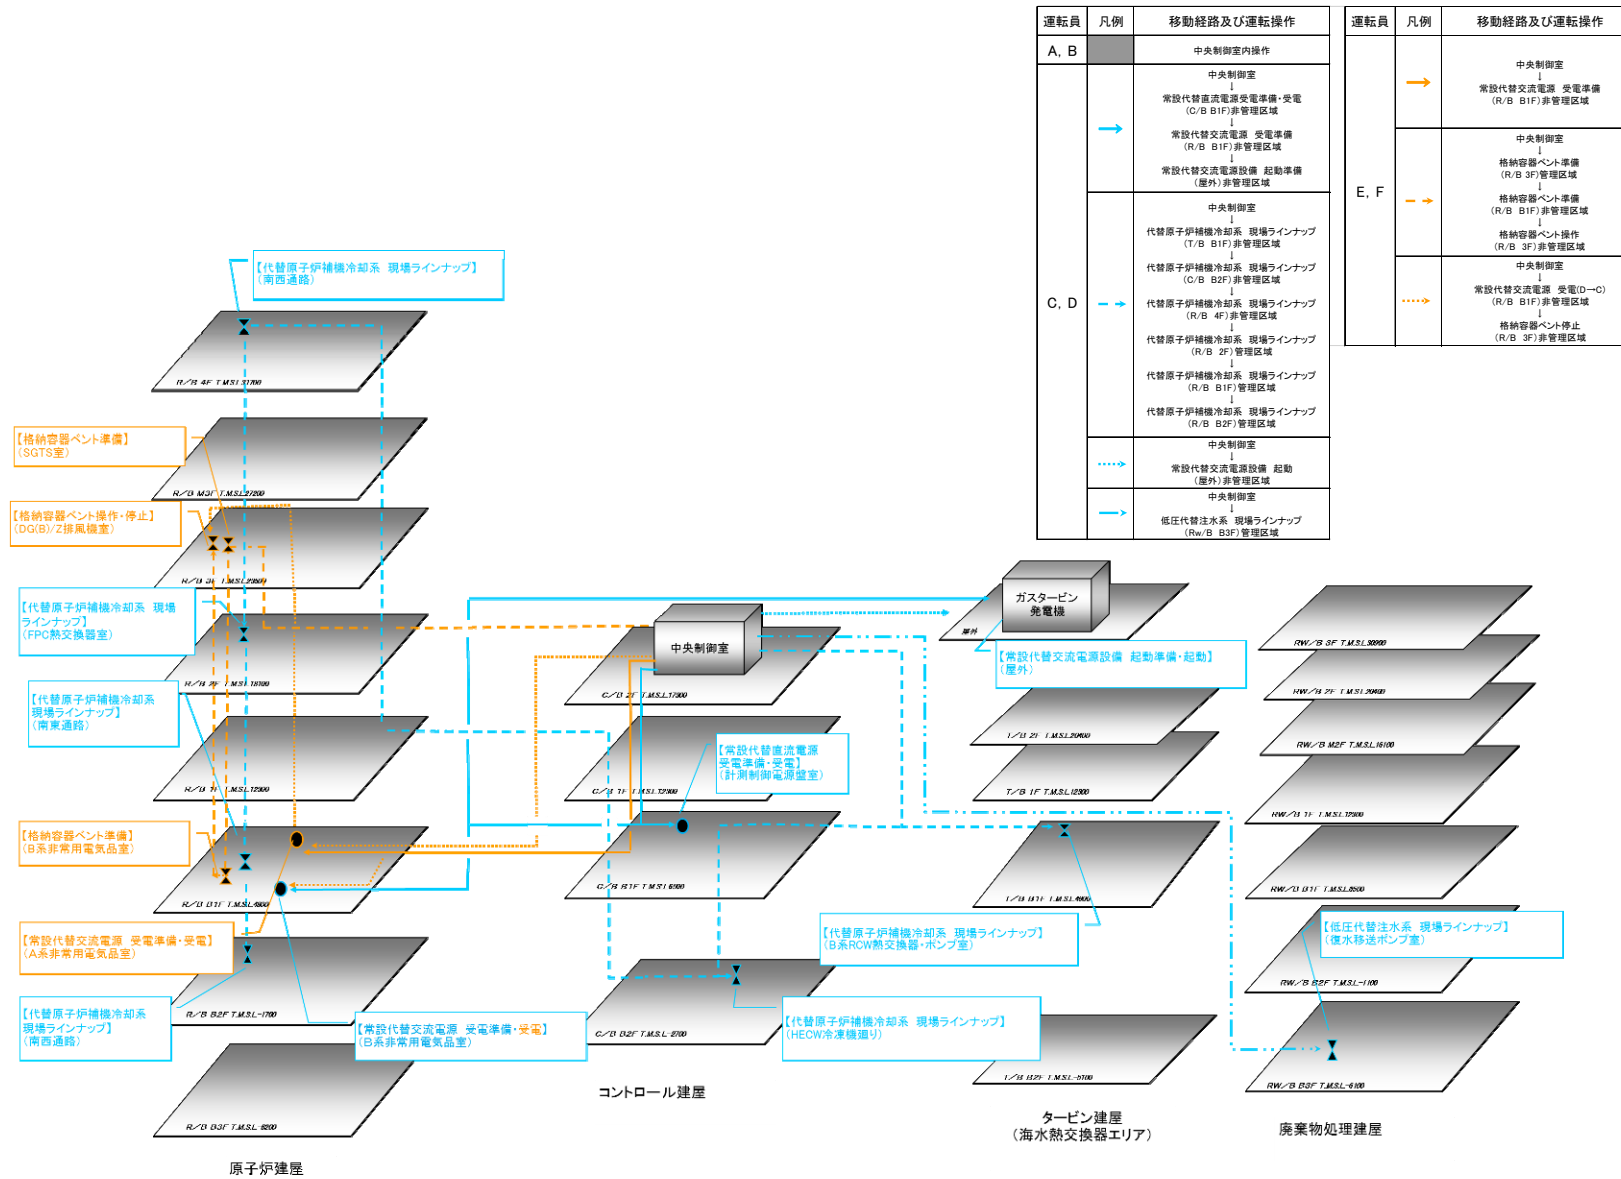 運転員 凡例 移動経路及び運転操作
A, B 中央制御室内操作
C, D
中央制御室
↓
常設代替直流電源受電準備・受電
(C/B B1F)非管理区域
↓
常設代替交流電源 受電準備
(R/B B1F)非管理区域
↓
常設代替交流電源設備 起動準備
(屋外)非管理区域
中央制御室
↓
代替原子炉補機冷却系 現場ラインナップ
(T/B B1F)非管理区域
↓
代替原子炉補機冷却系 現場ラインナップ
(C/B B2F)非管理区域
↓
代替原子炉補機冷却系 現場ラインナップ
(R/B 4F)非管理区域
↓
代替原子炉補機冷却系 現場ラインナップ
(R/B 2F)管理区域
↓
代替原子炉補機冷却系 現場ラインナップ
(R/B B1F)管理区域
↓
代替原子炉補機冷却系 現場ラインナップ
(R/B B2F)管理区域
中央制御室
↓
常設代替交流電源設備 起動
(屋外)非管理区域
中央制御室
↓
低圧代替注水系 現場ラインナップ
(Rw/B B3F)管理区域
運転員 凡例 移動経路及び運転操作
E, F
中央制御室
↓
常設代替交流電源 受電準備
(R/B B1F)非管理区域
中央制御室
↓
格納容器ベント準備
(R/B 3F)管理区域
↓
格納容器ベント準備
(R/B B1F)非管理区域
↓
格納容器ベント操作
(R/B 3F)非管理区域
中央制御室
↓
常設代替交流電源 受電(D→C)
(R/B B1F)非管理区域
↓
格納容器ベント停止
(R/B 3F)非管理区域
【代替原子炉補機冷却系 現場ラインナップ】
(南西通路)
R/B 4F T.M.S.L.31700
【格納容器ベント準備】
(SGTS室)
R/B M3F T.M.S.L.27200
【格納容器ベント操作・停止】
(DG(B)/Z排風機室)
R/B 3F T.M.S.L.23500
【代替原子炉補機冷却系 現場
ラインナップ】
(FPC熱交換器室)
R/B 2F T.M.S.L.18100
【代替原子炉補機冷却系
現場ラインナップ】
(南東通路)
R/B 1F T.M.S.L.12300
【格納容器ベント準備】
(B系非常用電気品室)
R/B B1F T.M.S.L.4800
【常設代替交流電源 受電準備・受電】
(A系非常用電気品室)
R/B B2F T.M.S.L-1700
【代替原子炉補機冷却系
現場ラインナップ】
(南西通路)
【常設代替交流電源 受電準備・受電】
(B系非常用電気品室)
R/B B3F T.M.S.L-8200
原子炉建屋
中央制御室
C/B 2F T.M.S.L.17300
【常設代替直流電源
受電準備・受電】
(計測制御電源盤室)
C/B 1F T.M.S.L.12300
C/B B1F T.M.S.L.6500
C/B B2F T.M.S.L-2700
【代替原子炉補機冷却系 現場ラインナップ】
(HECW冷凍機廻り)
コントロール建屋
ガスタービン
発電機
屋外
【常設代替交流電源設備 起動準備・起動】
(屋外)
T/B 2F T.M.S.L.20400
T/B 1F T.M.S.L.12300
T/B B1F T.M.S.L.4900
【代替原子炉補機冷却系 現場ラインナップ】
(B系RCW熱交換器・ポンプ室)
T/B B2F T.M.S.L-5100
タービン建屋
(海水熱交換器エリア)
RW/B 3F T.M.S.L.30900
RW/B 2F T.M.S.L.20400
RW/B M2F T.M.S.L.16100
RW/B 1F T.M.S.L.12300
RW/B B1F T.M.S.L.6500
【低圧代替注水系 現場ラインナップ】
(復水移送ポンプ室)
RW/B B2F T.M.S.L-1100
RW/B B3F T.M.S.L-6100
廃棄物処理建屋